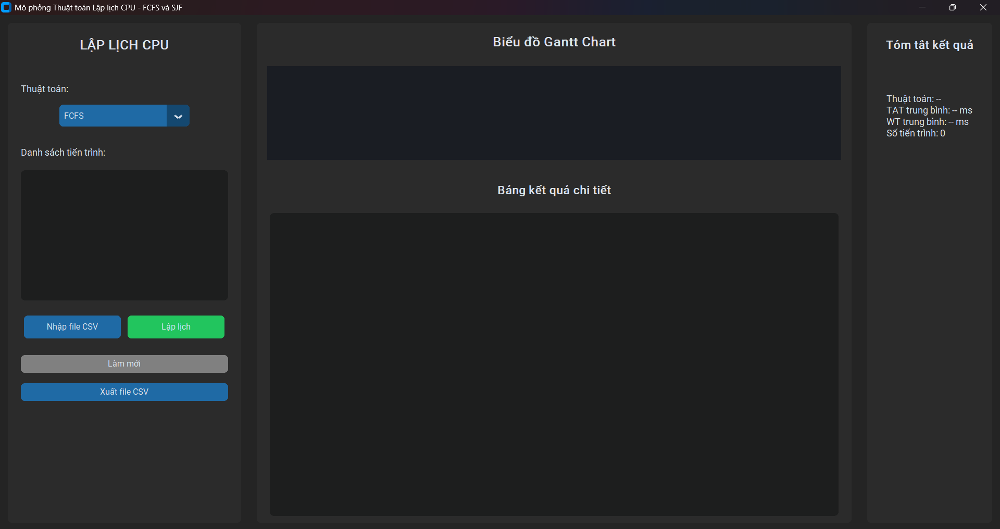 Mô phỏng Thuật toán Lập lịch CPU - FCFS và SJF
LẬP LỊCH CPU
Thuật toán:
FCFS
Danh sách tiến trình:
Nhập file CSV
Lập lịch
Làm mới
Xuất file CSV
Biểu đồ Gantt Chart
Bảng kết quả chi tiết
Tóm tắt kết quả
Thuật toán: --
TAT trung bình: -- ms
WT trung bình: -- ms
Số tiến trình: 0